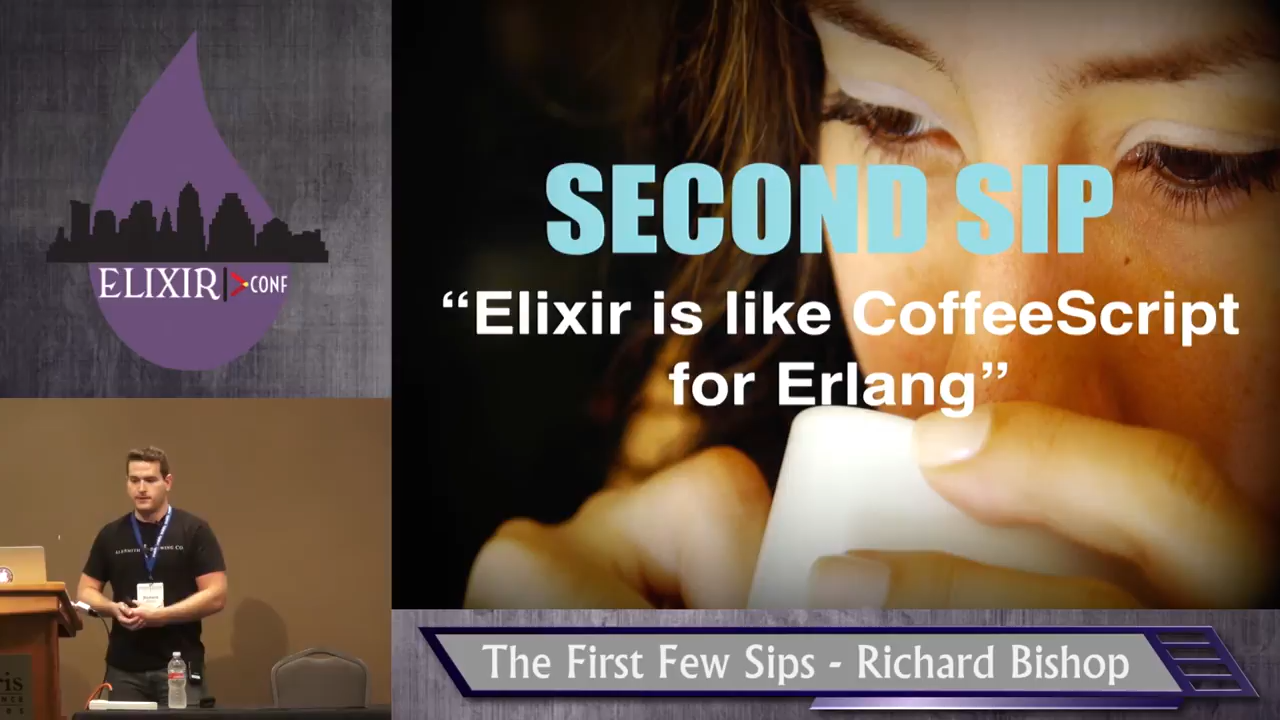 ELIXIR CONF
SECOND SIP
“Elixir is like CoffeeScript
for Erlang”
The First Few Sips - Richard Bishop